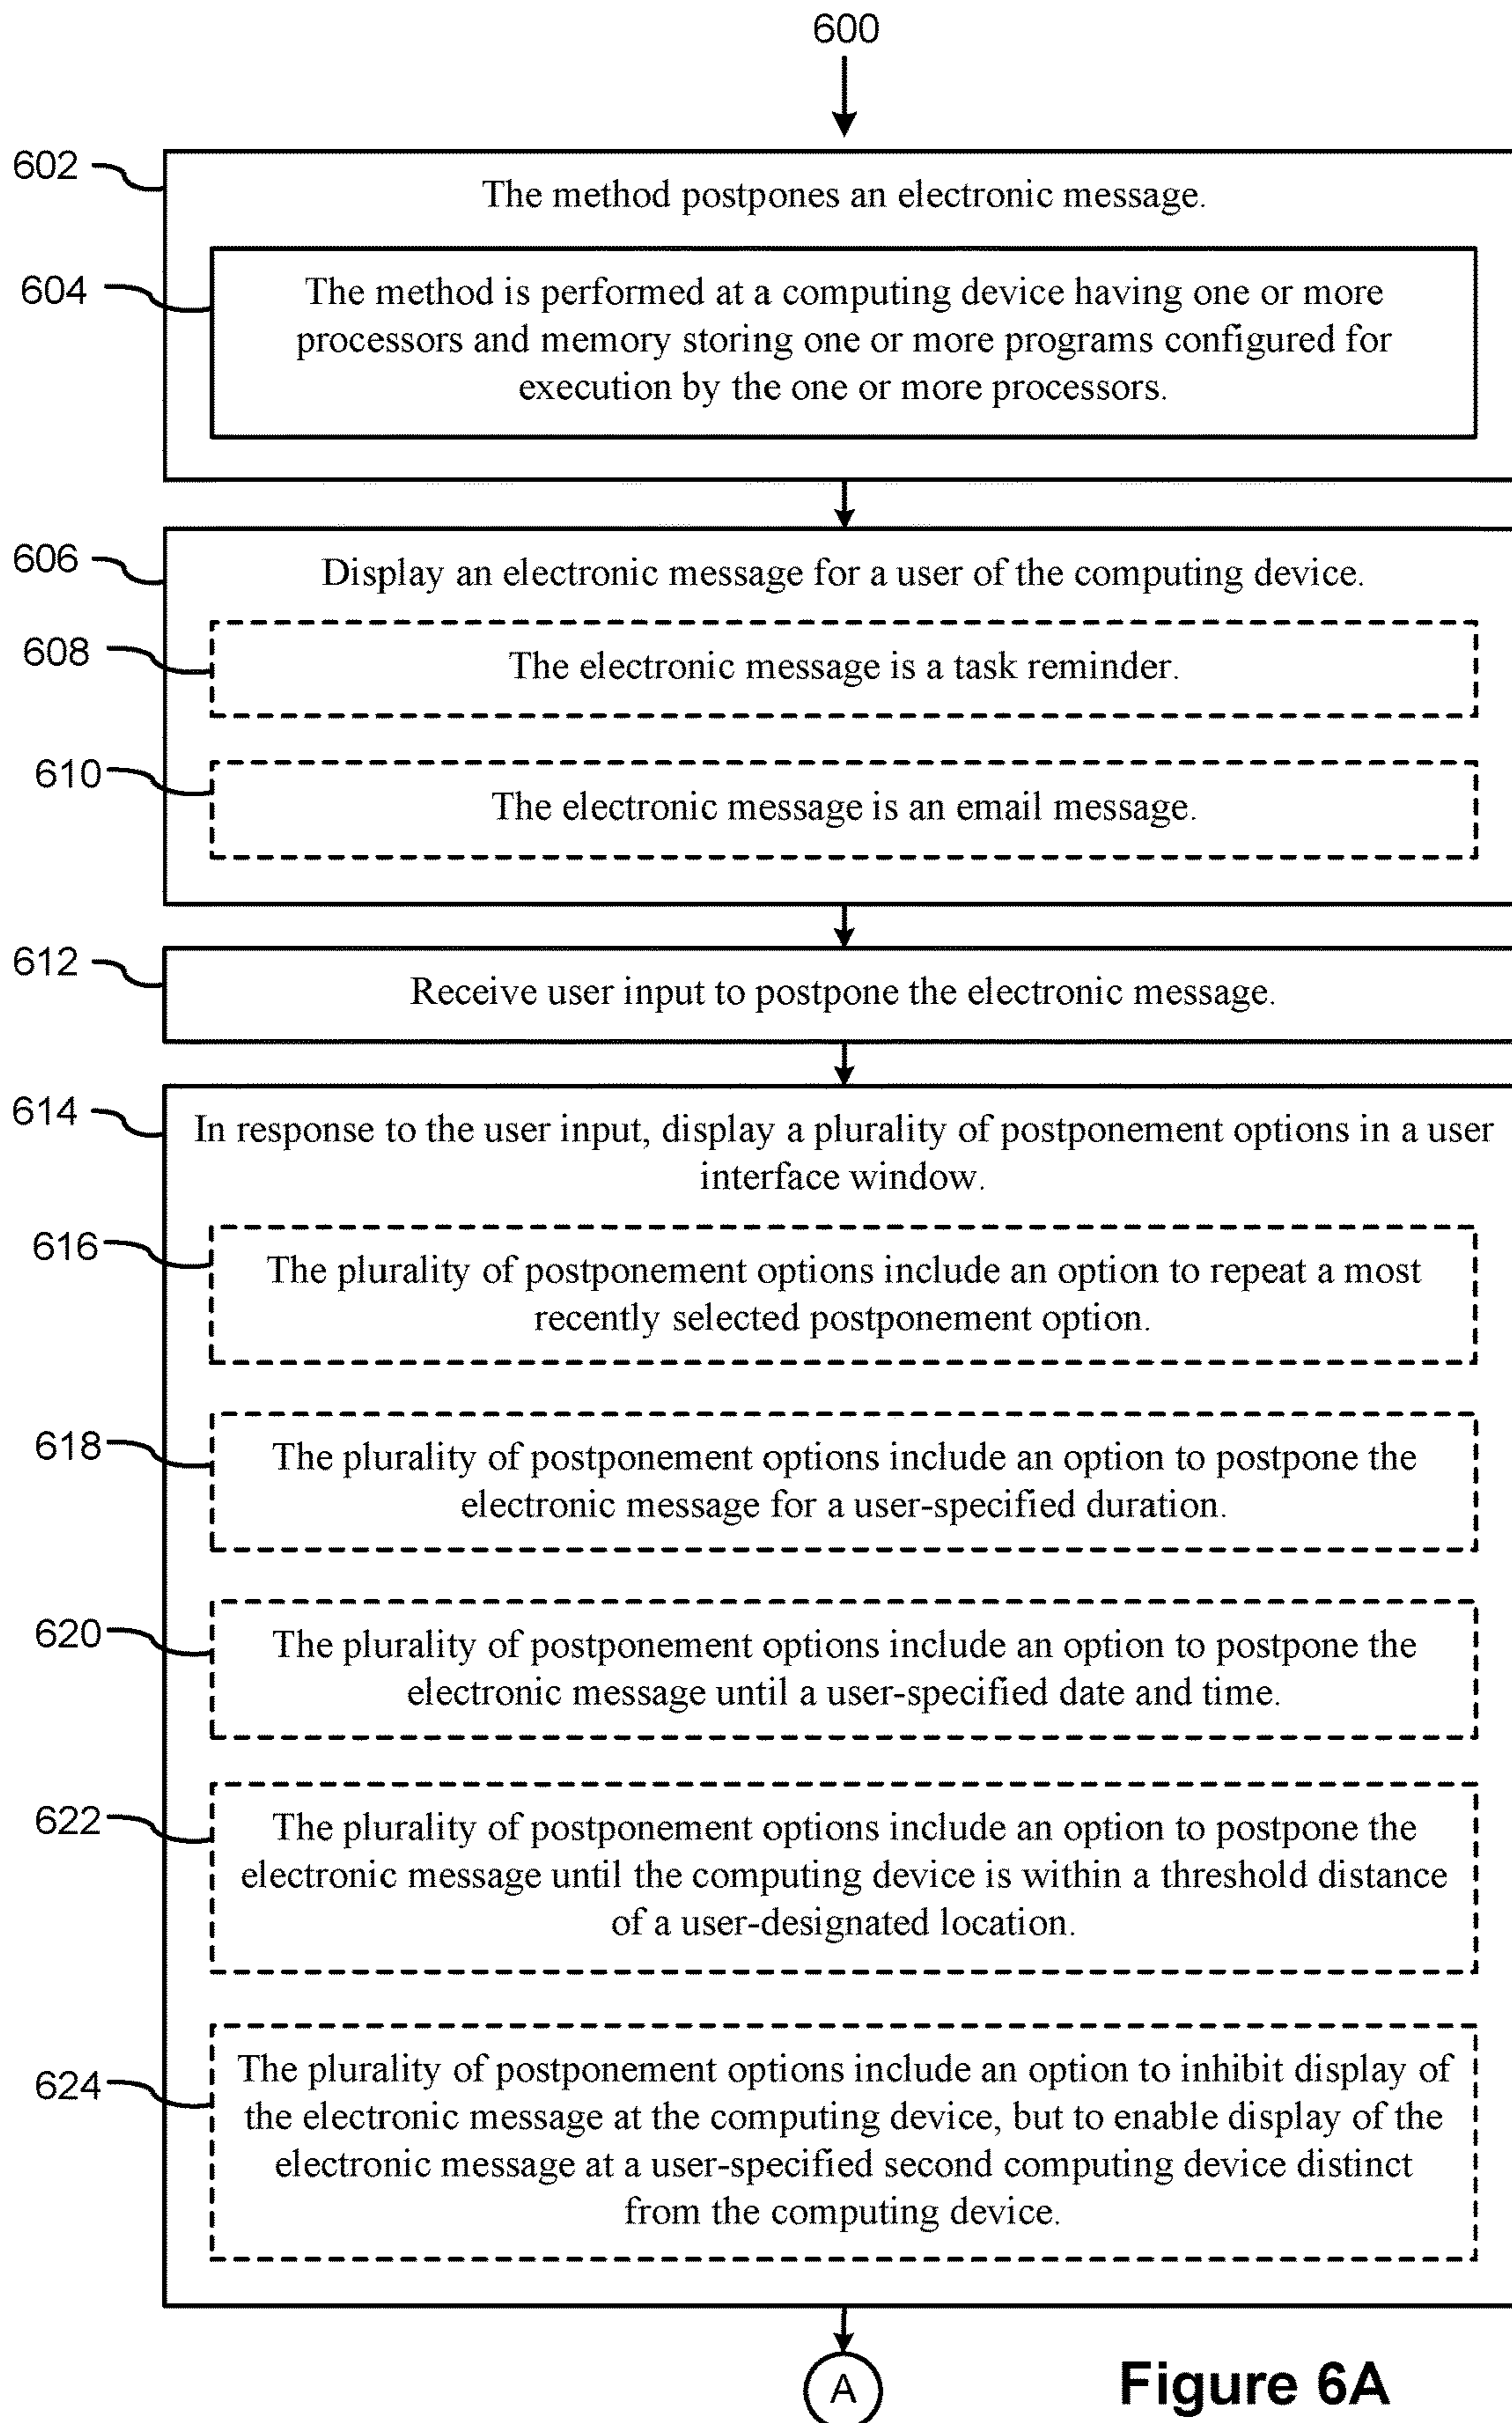 600
602
The method postpones an electronic message.
604
The method is performed at a computing device having one or more
processors and memory storing one or more programs configured for
execution by the one or more processors.
606
Display an electronic message for a user of the computing device.
608
The electronic message is a task reminder.
610
The electronic message is an email message.
612
Receive user input to postpone the electronic message.
614
In response to the user input, display a plurality of postponement options in a user
interface window.
616
The plurality of postponement options include an option to repeat a most
recently selected postponement option.
618
The plurality of postponement options include an option to postpone the
electronic message for a user-specified duration.
620
The plurality of postponement options include an option to postpone the
electronic message until a user-specified date and time.
622
The plurality of postponement options include an option to postpone the
electronic message until the computing device is within a threshold distance
of a user-designated location.
624
The plurality of postponement options include an option to inhibit display of
the electronic message at the computing device, but to enable display of the
electronic message at a user-specified second computing device distinct
from the computing device.
A
Figure 6A